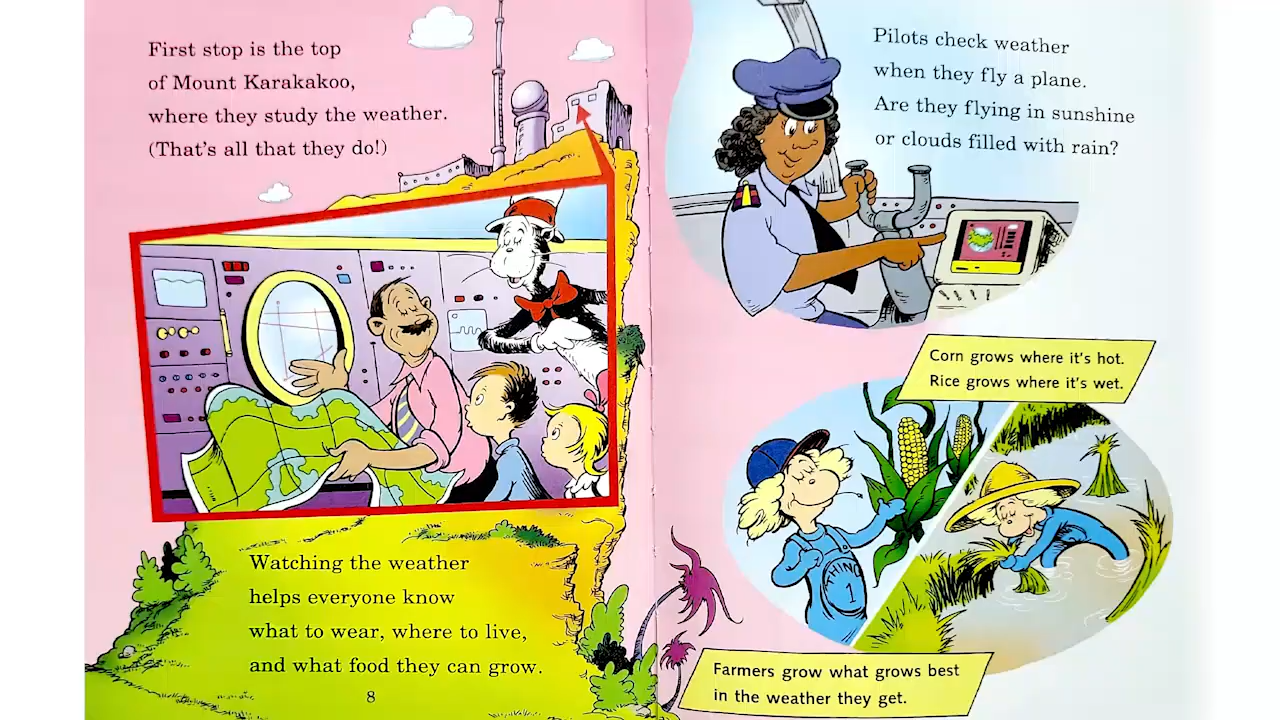 First stop is the top
of Mount Karakakoo,
where they study the weather.
(That's all that they do!)
Watching the weather
helps everyone know
what to wear, where to live,
and what food they can grow.
8
Pilots check weather
when they fly a plane.
Are they flying in sunshine
or clouds filled with rain?
Corn grows where it's hot.
Rice grows where it's wet.
THING
1
Farmers grow what grows best
in the weather they get.